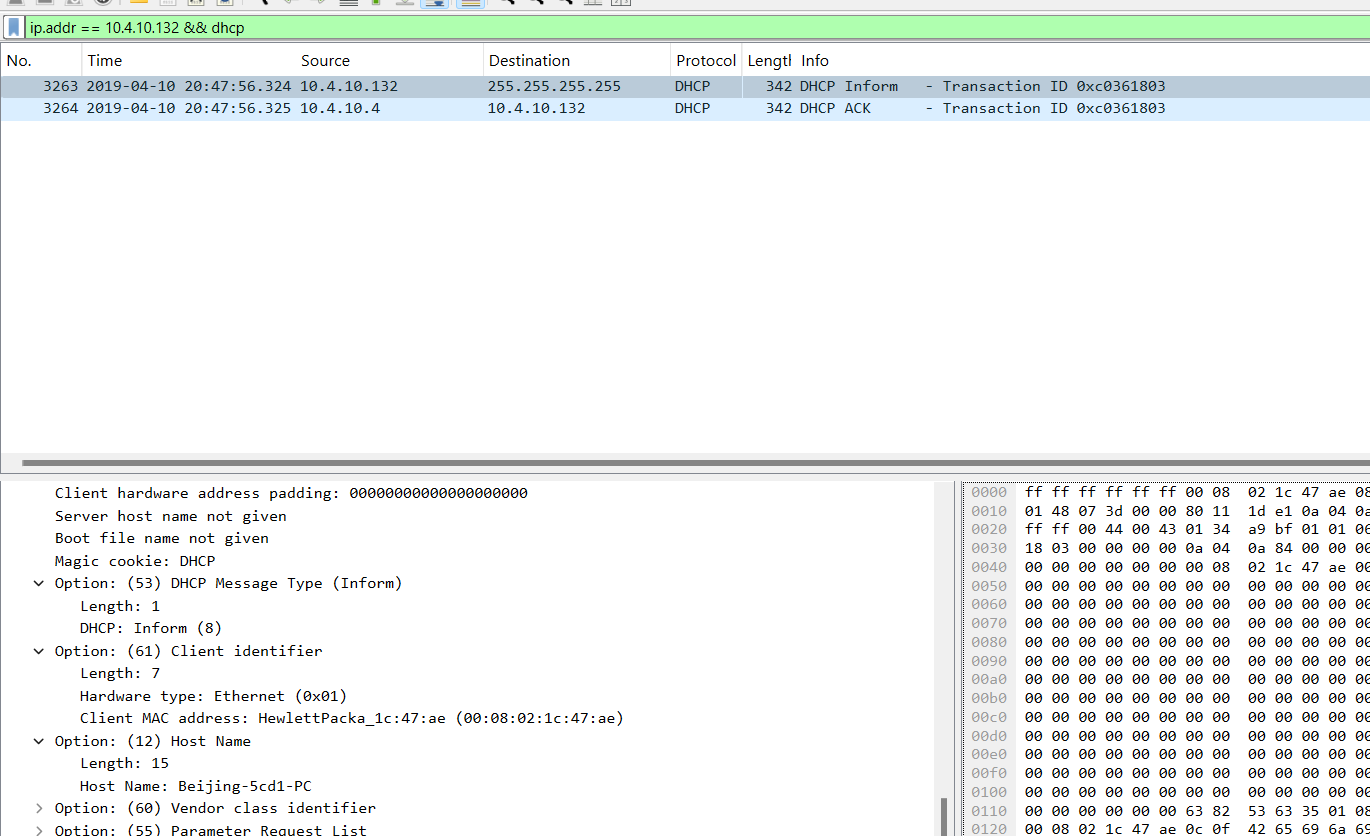 ip.addr == 10.4.10.132 && dhcp
No. Time Source Destination Protocol Lengtl Info
3263 2019-04-10 20:47:56.324 10.4.10.132 255.255.255.255 DHCP 342 DHCP Inform - Transaction ID 0xc0361803
3264 2019-04-10 20:47:56.325 10.4.10.4 10.4.10.132 DHCP 342 DHCP ACK - Transaction ID 0xc0361803
Client hardware address padding: 00000000000000000000
Server host name not given
Boot file name not given
Magic cookie: DHCP
Option: (53) DHCP Message Type (Inform)
Length: 1
DHCP: Inform (8)
Option: (61) Client identifier
Length: 7
Hardware type: Ethernet (0x01)
Client MAC address: HewlettPacka_1c:47:ae (00:08:02:1c:47:ae)
Option: (12) Host Name
Length: 15
Host Name: Beijing-5cd1-PC
Option: (60) Vendor class identifier
Option: (55) Parameter Request List
0000 ff ff ff ff ff ff 00 08 02 1c 47 ae 08
0010 01 48 07 3d 00 00 80 11 1d e1 0a 04 0a
0020 ff ff 00 44 00 43 01 34 a9 bf 01 01 06
0030 18 03 00 00 00 00 0a 04 0a 84 00 00 00
0040 00 00 00 00 00 00 00 08 02 1c 47 ae 00
0050 00 00 00 00 00 00 00 00 00 00 00 00 00
0060 00 00 00 00 00 00 00 00 00 00 00 00 00
0070 00 00 00 00 00 00 00 00 00 00 00 00 00
0080 00 00 00 00 00 00 00 00 00 00 00 00 00
0090 00 00 00 00 00 00 00 00 00 00 00 00 00
00a0 00 00 00 00 00 00 00 00 00 00 00 00 00
00b0 00 00 00 00 00 00 00 00 00 00 00 00 00
00c0 00 00 00 00 00 00 00 00 00 00 00 00 00
00d0 00 00 00 00 00 00 00 00 00 00 00 00 00
00e0 00 00 00 00 00 00 00 00 00 00 00 00 00
00f0 00 00 00 00 00 00 00 00 00 00 00 00 00
0100 00 00 00 00 00 00 00 00 00 00 00 00 00
0110 00 00 00 00 00 00 63 82 53 63 35 01 08
0120 00 08 02 1c 47 ae 0c 0f 42 65 69 6a 69